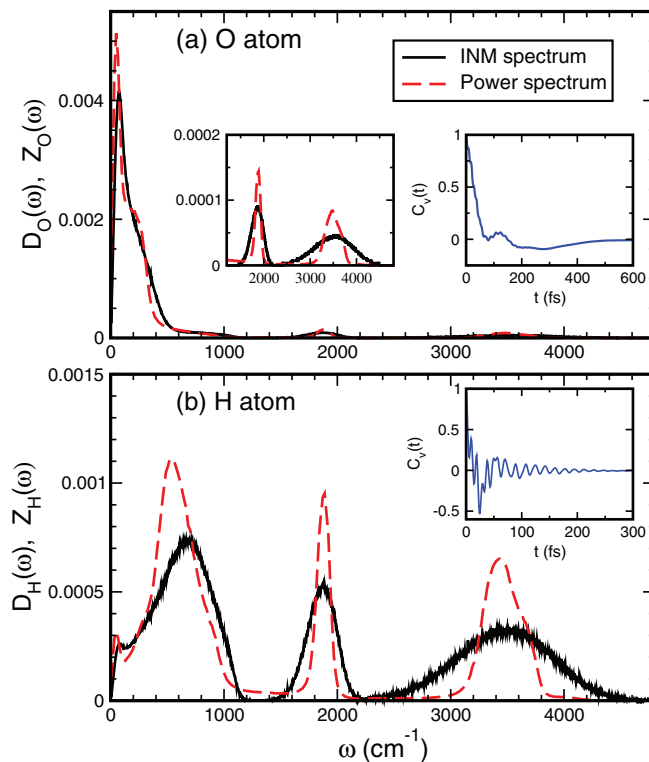 (a) O atom
INM spectrum
Power spectrum
D_O(ω), Z_O(ω)
0.004
0.002
0
0.0002
0.0001
0
2000 3000 4000
C_v(t)
1
0.5
0
0 200 400 600
t (fs)
0 1000 2000 3000 4000
(b) H atom
D_H(ω), Z_H(ω)
0.0015
0.001
0.0005
0
C_v(t)
1
0.5
0
-0.5
0 100 200 300
t (fs)
0 1000 2000 3000 4000
ω (cm⁻¹)